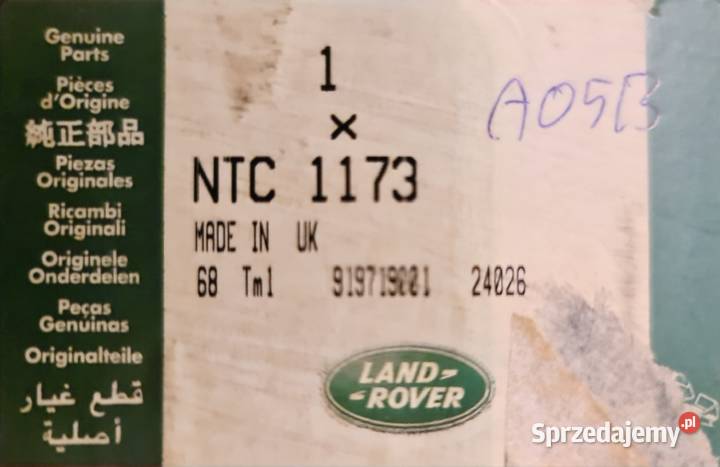 Genuine
Parts
Pièces
d'Origine
純正部品
Piezas
Originales
Ricambi
Originali
Originele
Onderdelen
Peças
Genuinas
Originalteile
قطع غيار
أصلية
1
x
NTC 1173
MADE IN UK
68 Tm1 919719001 24026
A05B
LAND-
-ROVER
Sprzedajemy.pl